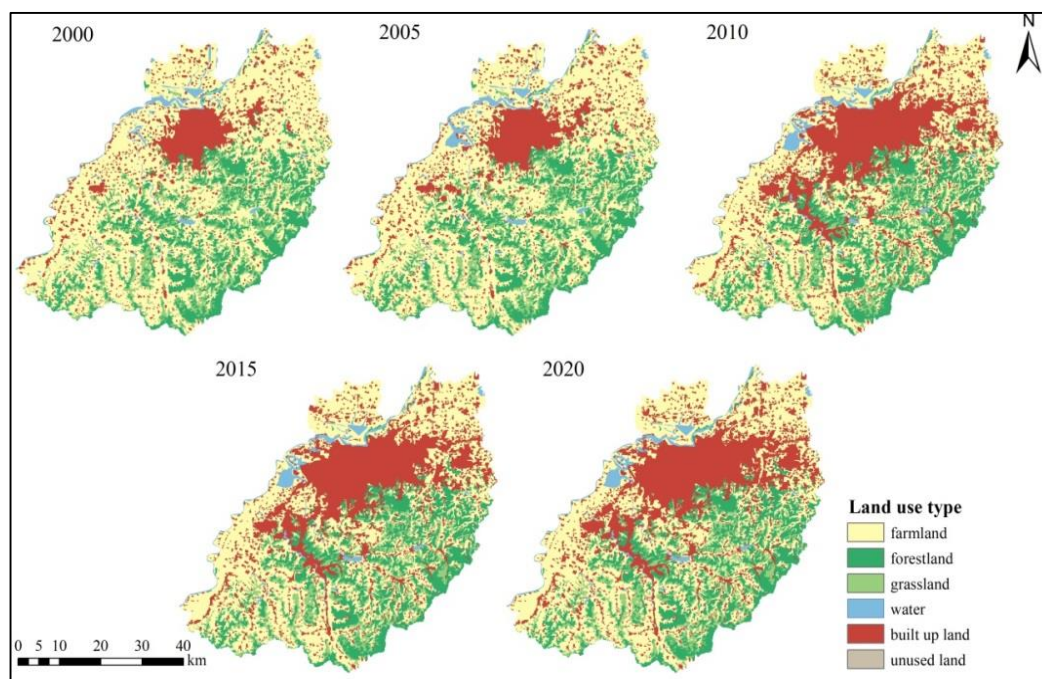 2000
2005
2010
N
2015
2020
Land use type
farmland
forestland
grassland
water
built up land
unused land
0 5 10 20 30 40
km